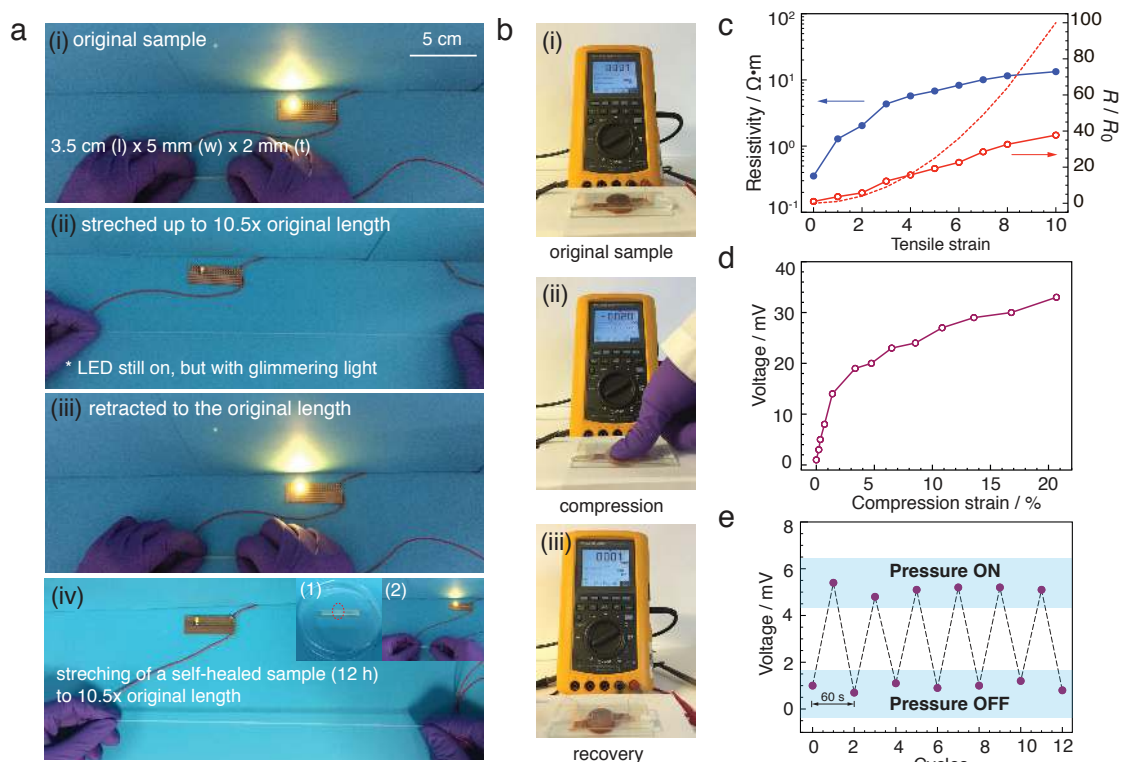 a
(i) original sample
5 cm
3.5 cm (l) x 5 mm (w) x 2 mm (t)
(ii) streched up to 10.5x original length
* LED still on, but with glimmering light
(iii) retracted to the original length
(iv)
(1)
(2)
streching of a self-healed sample (12 h)
to 10.5x original length
b
(i)
0001
original sample
(ii)
-0020
compression
(iii)
0001
recovery
c
Resistivity / Ω•m
10²
10¹
10⁰
10⁻¹
0 2 4 6 8 10
Tensile strain
100
80
60
40
20
0
R / R₀
d
Voltage / mV
40
30
20
10
0
0 5 10 15 20
Compression strain / %
e
Voltage / mV
8
6
4
2
0
Pressure ON
Pressure OFF
60 s
0 2 4 6 8 10 12